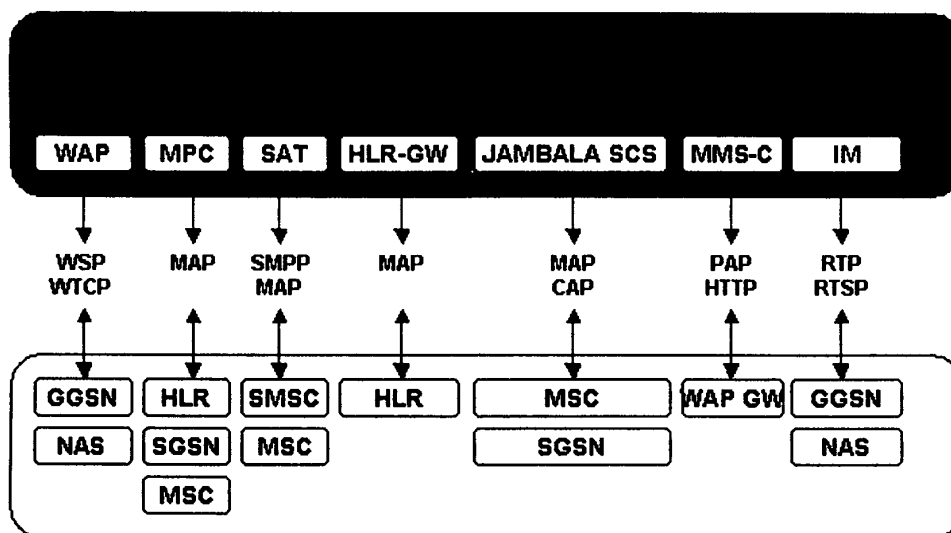 WAP MPC SAT HLR-GW JAMBALA SCS MMS-C IM
WSP MAP SMPP MAP MAP PAP RTP
WTCP MAP CAP HTTP RTSP
GGSN HLR SMSC HLR MSC WAP GW GGSN
NAS SGSN MSC SGSN NAS
MSC